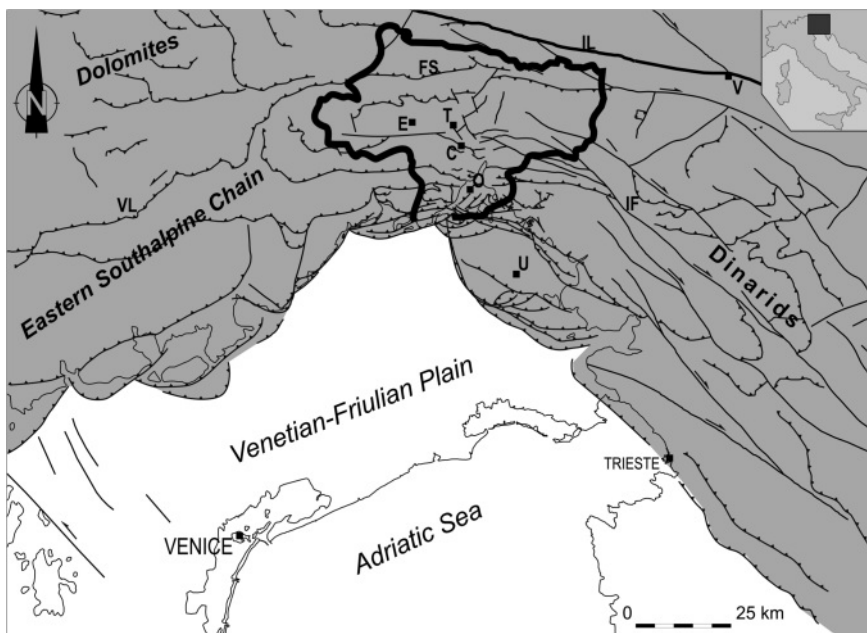 Dolomites
IL
FS
V
E
T
C
O
VL
IF
Eastern Southalpine Chain
Dinarids
U
Venetian-Friulian Plain
TRIESTE
VENICE
Adriatic Sea
0 25 km
N